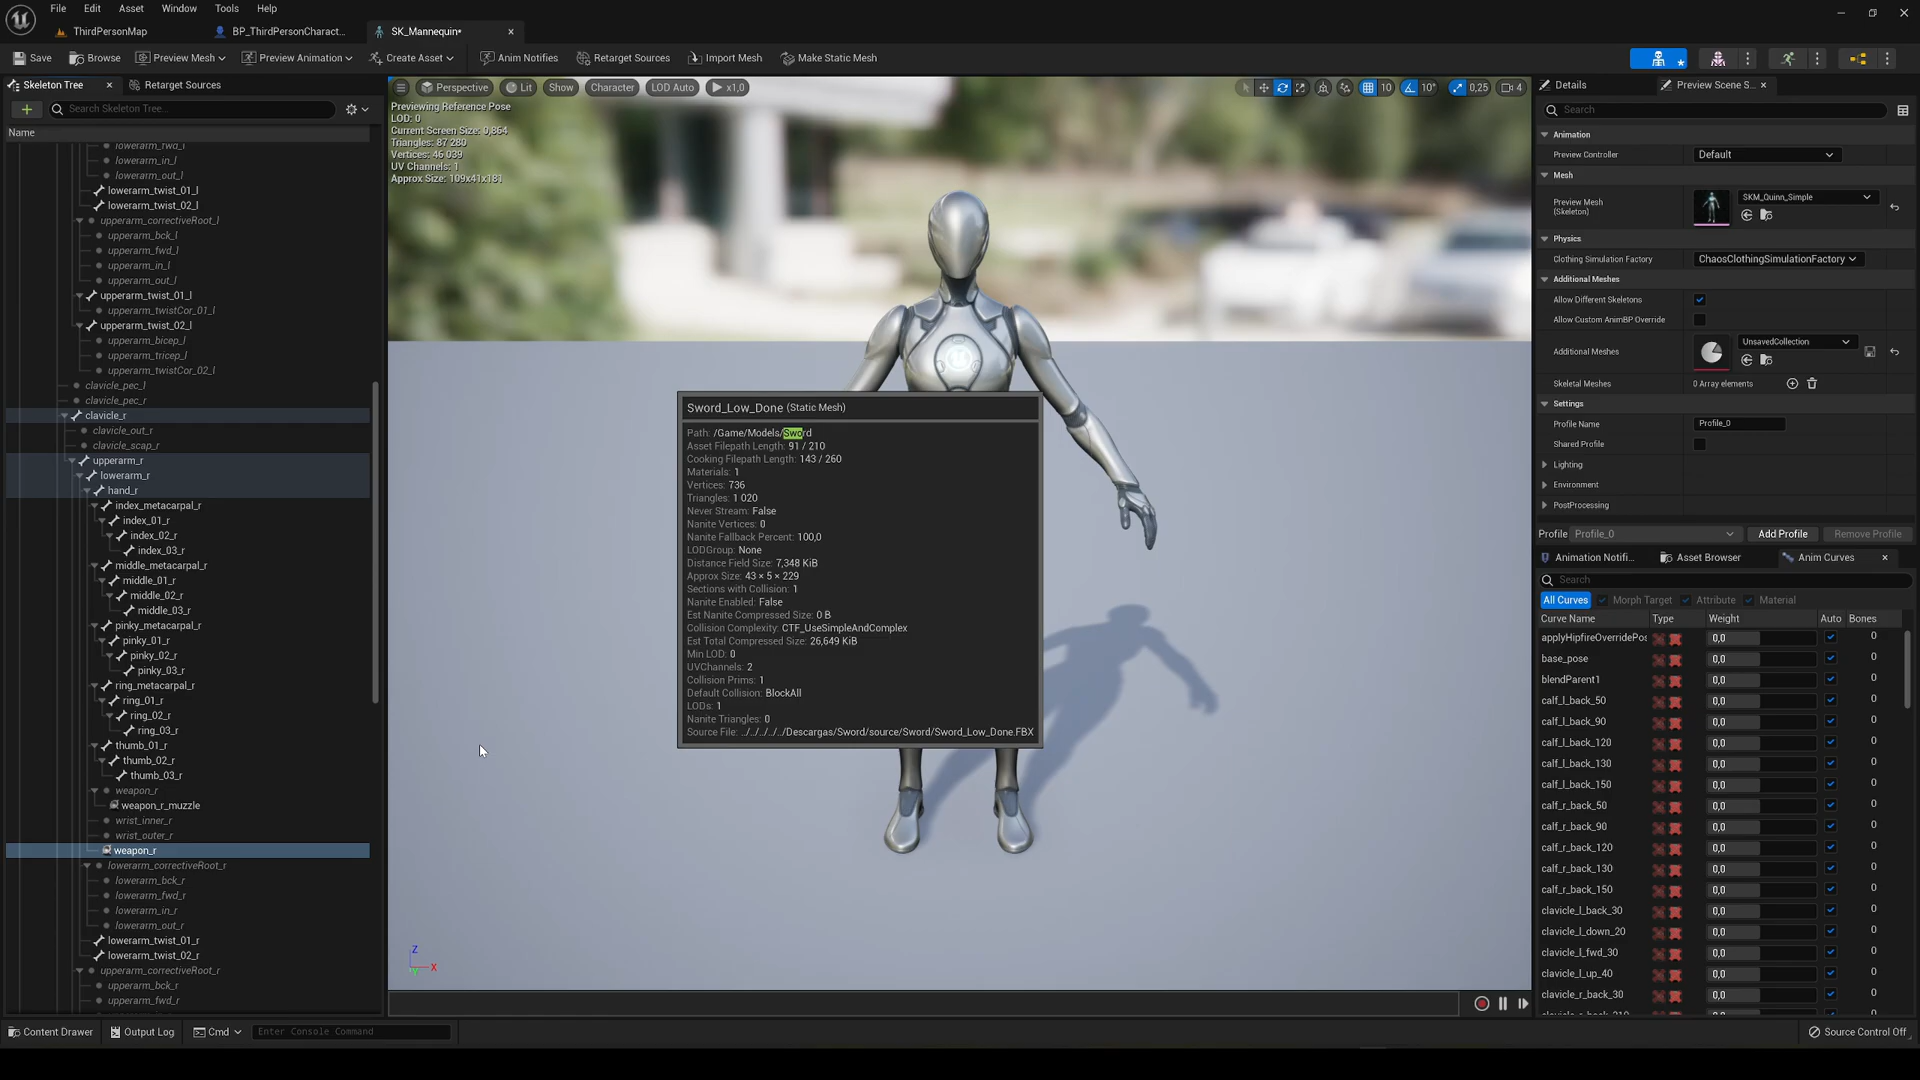 File Edit Asset Window Tools Help
ThirdPersonMap BP_ThirdPersonCharact... SK_Mannequin•
Save Browse Preview Mesh Preview Animation Create Asset Anim Notifies Retarget Sources Import Mesh Make Static Mesh
Skeleton Tree Retarget Sources
Search Skeleton Tree...
Name
lowerarm_fwd_l
lowerarm_in_l
lowerarm_out_l
lowerarm_twist_01_l
lowerarm_twist_02_l
upperarm_correctiveRoot_l
upperarm_bck_l
upperarm_fwd_l
upperarm_in_l
upperarm_out_l
upperarm_twist_01_l
upperarm_twistCor_01_l
upperarm_twist_02_l
upperarm_bicep_l
upperarm_tricep_l
upperarm_twistCor_02_l
clavicle_pec_l
clavicle_pec_r
clavicle_r
clavicle_out_r
clavicle_scap_r
upperarm_r
lowerarm_r
hand_r
index_metacarpal_r
index_01_r
index_02_r
index_03_r
middle_metacarpal_r
middle_01_r
middle_02_r
middle_03_r
pinky_metacarpal_r
pinky_01_r
pinky_02_r
pinky_03_r
ring_metacarpal_r
ring_01_r
ring_02_r
ring_03_r
thumb_01_r
thumb_02_r
thumb_03_r
weapon_r
weapon_r_muzzle
wrist_inner_r
wrist_outer_r
weapon_r
lowerarm_correctiveRoot_r
lowerarm_bck_r
lowerarm_fwd_r
lowerarm_in_r
lowerarm_out_r
lowerarm_twist_01_r
lowerarm_twist_02_r
upperarm_correctiveRoot_r
upperarm_bck_r
upperarm_fwd_r
Perspective Lit Show Character LOD Auto x1,0 10 10° 0,25 4
Previewing Reference Pose
LOD: 0
Current Screen Size: 0,864
Triangles: 87 280
Vertices: 46 039
UV Channels: 1
Approx Size: 109x41x181
Sword_Low_Done (Static Mesh)
Path: /Game/Models/Sword
Asset Filepath Length: 91 / 210
Cooking Filepath Length: 143 / 260
Materials: 1
Vertices: 736
Triangles: 1 020
Never Stream: False
Nanite Vertices: 0
Nanite Fallback Percent: 100,0
LODGroup: None
Distance Field Size: 7,348 KiB
Approx Size: 43 × 5 × 229
Sections with Collision: 1
Nanite Enabled: False
Est Nanite Compressed Size: 0 B
Collision Complexity: CTF_UseSimpleAndComplex
Est Total Compressed Size: 26,649 KiB
Min LOD: 0
UVChannels: 2
Collision Prims: 1
Default Collision: BlockAll
LODs: 1
Nanite Triangles: 0
Source File: ../../../../../Descargas/Sword/source/Sword/Sword_Low_Done.FBX
Z
Y X
Details Preview Scene S...
Search
Animation
Preview Controller Default
Mesh
Preview Mesh
(Skeleton)
SKM_Quinn_Simple
Physics
Clothing Simulation Factory ChaosClothingSimulationFactory
Additional Meshes
Allow Different Skeletons
Allow Custom AnimBP Override
Additional Meshes UnsavedCollection
Skeletal Meshes 0 Array elements
Settings
Profile Name Profile_0
Shared Profile
Lighting
Environment
PostProcessing
Profile Profile_0 Add Profile Remove Profile
Animation Notifi... Asset Browser Anim Curves
Search
All Curves Morph Target Attribute Material
Curve Name Type Weight Auto Bones
applyHipfireOverridePos 0,0 0
base_pose 0,0 0
blendParent1 0,0 0
calf_l_back_50 0,0 0
calf_l_back_90 0,0 0
calf_l_back_120 0,0 0
calf_l_back_130 0,0 0
calf_l_back_150 0,0 0
calf_r_back_50 0,0 0
calf_r_back_90 0,0 0
calf_r_back_120 0,0 0
calf_r_back_130 0,0 0
calf_r_back_150 0,0 0
clavicle_l_back_30 0,0 0
clavicle_l_down_20 0,0 0
clavicle_l_fwd_30 0,0 0
clavicle_l_up_40 0,0 0
clavicle_r_back_30 0,0 0
Content Drawer Output Log Cmd Enter Console Command Source Control Off